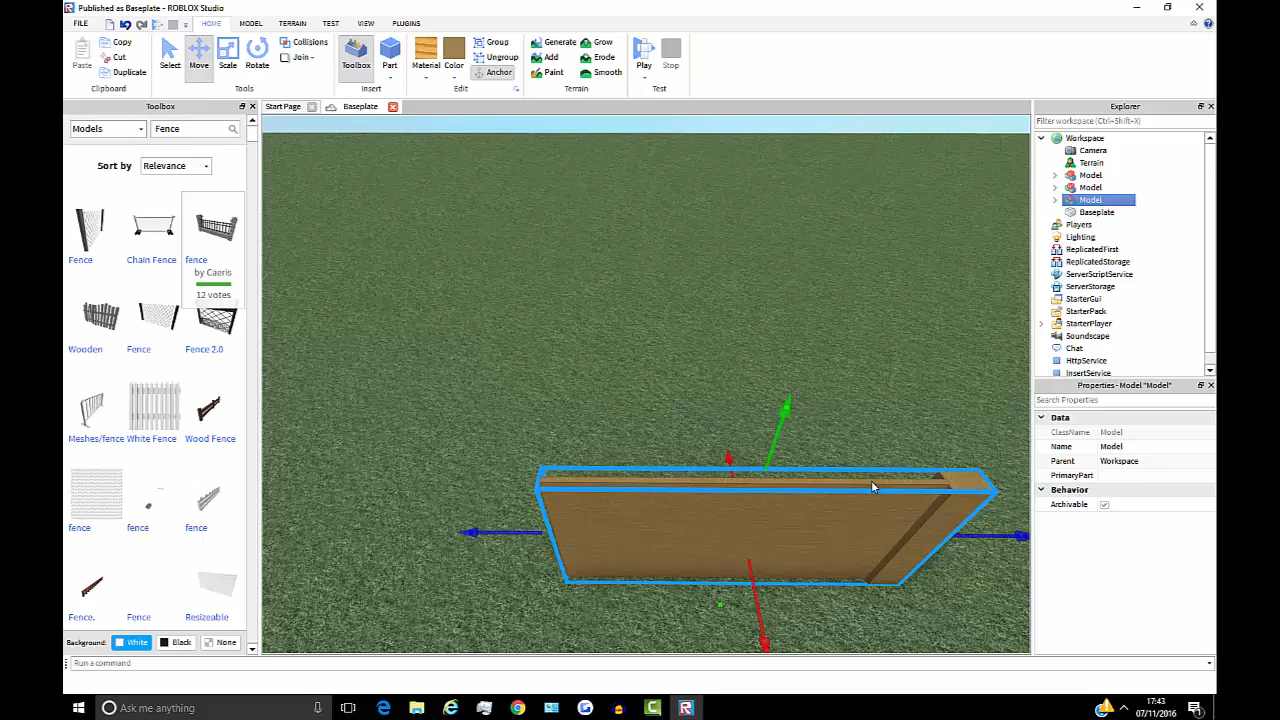 Published as Baseplate - ROBLOX Studio
FILE HOME MODEL TERRAIN TEST VIEW PLUGINS
Paste Copy Cut Duplicate Clipboard
Select Move Scale Rotate Collisions Join Tools
Toolbox Part Insert
Material Color Group Ungroup Anchor Edit
Generate Add Paint Grow Erode Smooth Terrain
Play Stop Test
Toolbox
Models Fence
Sort by Relevance
Fence Chain Fence fence
by Caeris
12 votes
Wooden Fence Fence 2.0
Meshes/fence White Fence Wood Fence
fence fence fence
Fence. Fence Resizeable
Background: White Black None
Start Page Baseplate
Explorer
Filter workspace (Ctrl+Shift+X)
Workspace
Camera
Terrain
Model
Model
Model
Baseplate
Players
Lighting
ReplicatedFirst
ReplicatedStorage
ServerScriptService
ServerStorage
StarterGui
StarterPack
StarterPlayer
Soundscape
Chat
HttpService
InsertService
Properties - Model "Model"
Search Properties
Data
ClassName Model
Name Model
Parent Workspace
PrimaryPart
Behavior
Archivable
Run a command
Ask me anything
17:43
07/11/2016